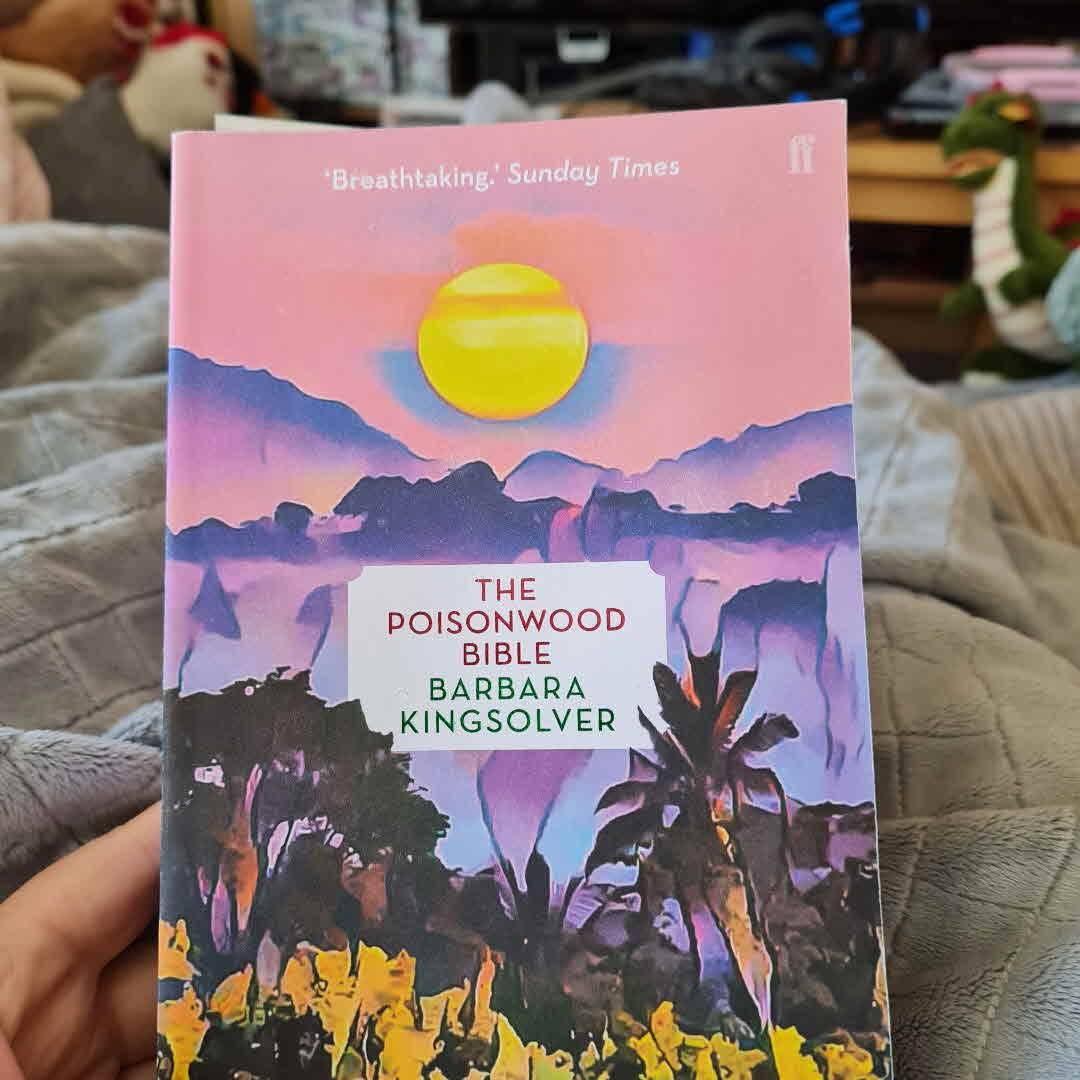 'Breathtaking.' Sunday Times
ff
THE
POISONWOOD
BIBLE
BARBARA
KINGSOLVER